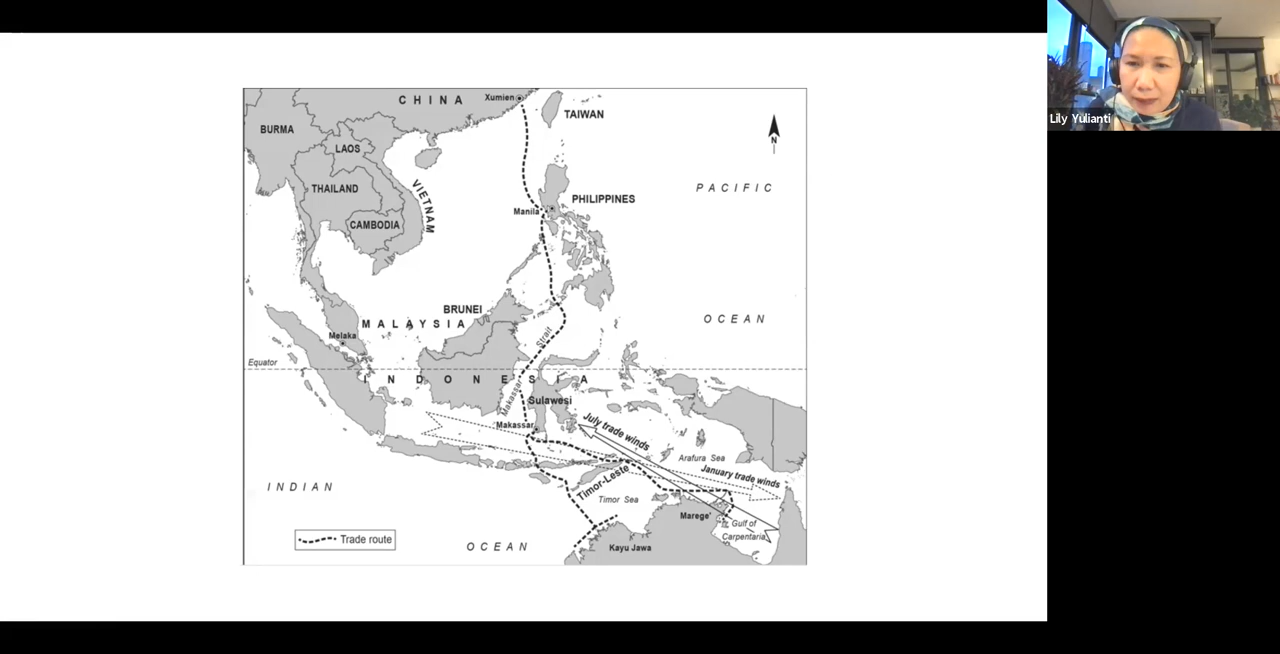 CHINA
Xumien
TAIWAN
BURMA
LAOS
N
THAILAND
VIETNAM
PACIFIC
PHILIPPINES
Manila
CAMBODIA
BRUNEI
MALAYSIA
OCEAN
Melaka
Strait
Equator
INDONESIA
Makassar
Sulawesi
Makassar
July trade winds
Arafura Sea
January trade winds
INDIAN
Timor-Leste
Timor Sea
Marege'
Gulf of
Carpentaria
Trade route
OCEAN
Kayu Jawa
Lily Yulianti